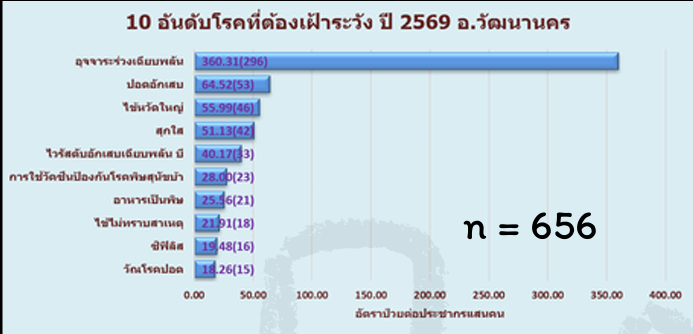 10 อันดับโรคที่ต้องเฝ้าระวัง ปี 2569 อ.วัฒนานคร
อุจจาระร่วงเฉียบพลัน 360.31(296)
ปอดอักเสบ 64.52(53)
ไข้หวัดใหญ่ 55.99(46)
สุกใส 51.13(42)
ไวรัสตับอักเสบเฉียบพลัน บี 40.17(33)
การใช้วัคซีนป้องกันโรคพิษสุนัขบ้า 28.00(23)
อาหารเป็นพิษ 25.56(21)
ไข้ไม่ทราบสาเหตุ 21.91(18)
ซิฟิลิส 19.48(16)
วัณโรคปอด 18.26(15)
n = 656
0.00 50.00 100.00 150.00 200.00 250.00 300.00 350.00 400.00
อัตราป่วยต่อประชากรแสนคน